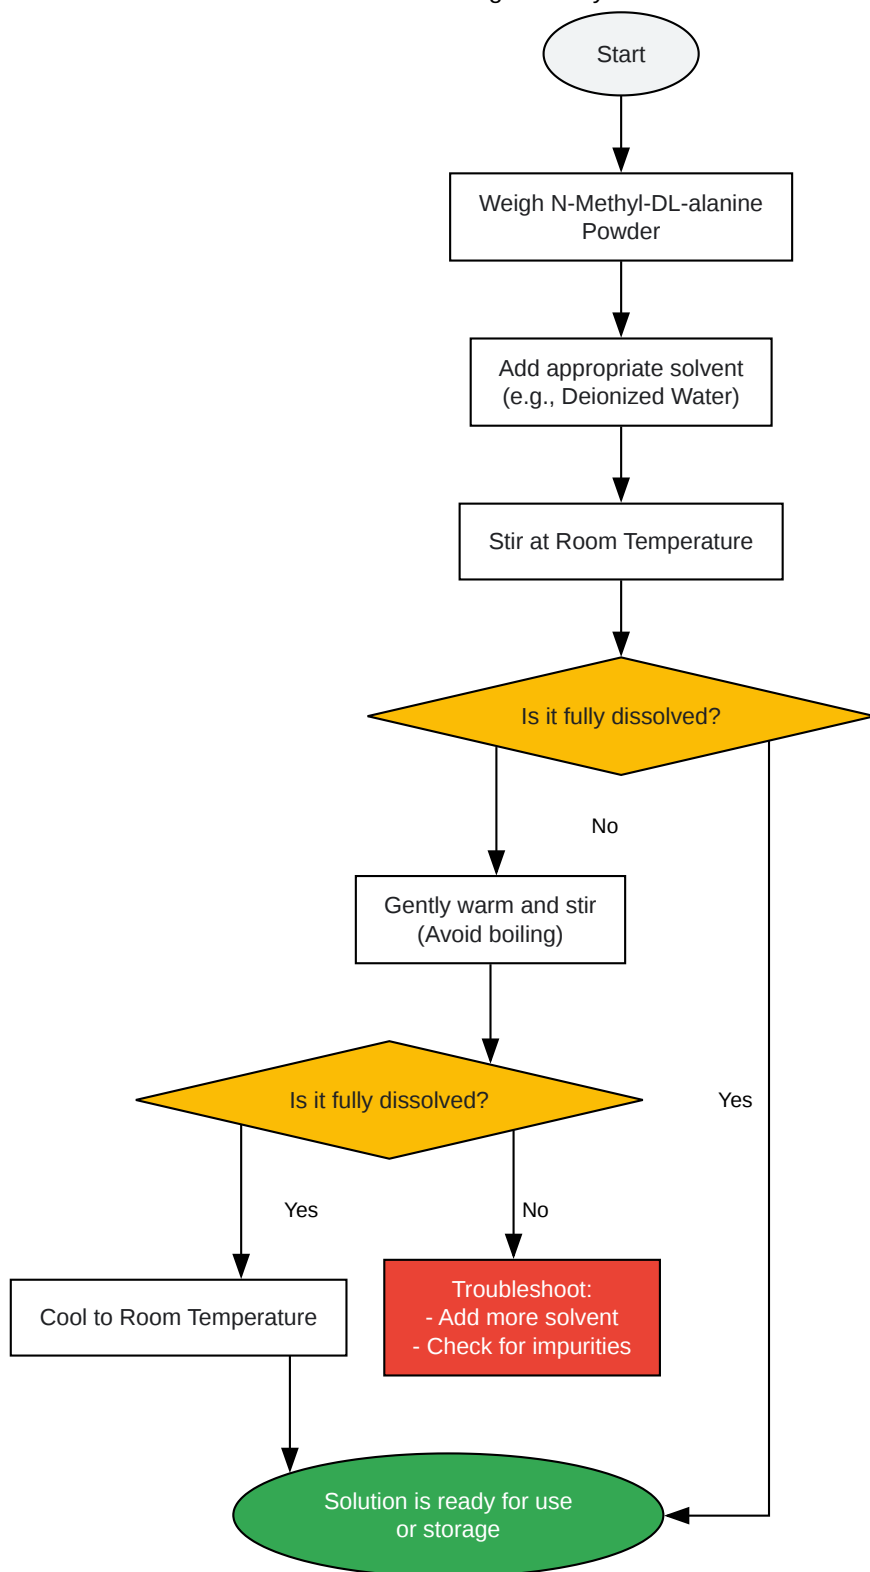 Start
Weigh N-Methyl-DL-alanine
Powder
Add appropriate solvent
(e.g., Deionized Water)
Stir at Room Temperature
Is it fully dissolved?
No
Gently warm and stir
(Avoid boiling)
Is it fully dissolved?
Yes
Yes
No
Troubleshoot:
- Add more solvent
- Check for impurities
Cool to Room Temperature
Solution is ready for use
or storage